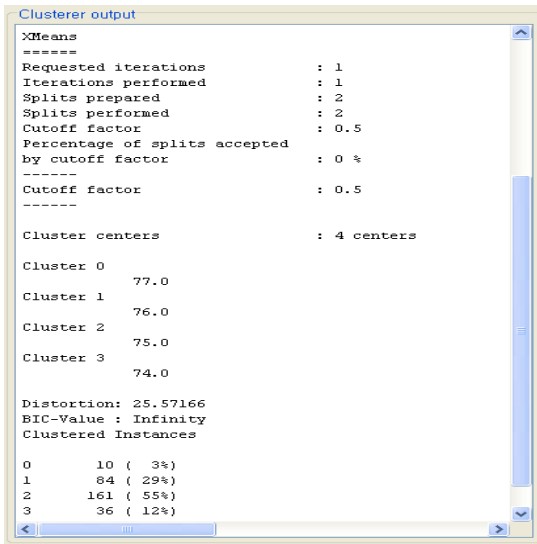 Clusterer output
XMeans
======
Requested iterations : 1
Iterations performed : 1
Splits prepared : 2
Splits performed : 2
Cutoff factor : 0.5
Percentage of splits accepted
by cutoff factor : 0 %
------
Cutoff factor : 0.5
------
Cluster centers : 4 centers
Cluster 0
77.0
Cluster 1
76.0
Cluster 2
75.0
Cluster 3
74.0
Distortion: 25.57166
BIC-Value : Infinity
Clustered Instances
0 10 ( 3%)
1 84 ( 29%)
2 161 ( 55%)
3 36 ( 12%)